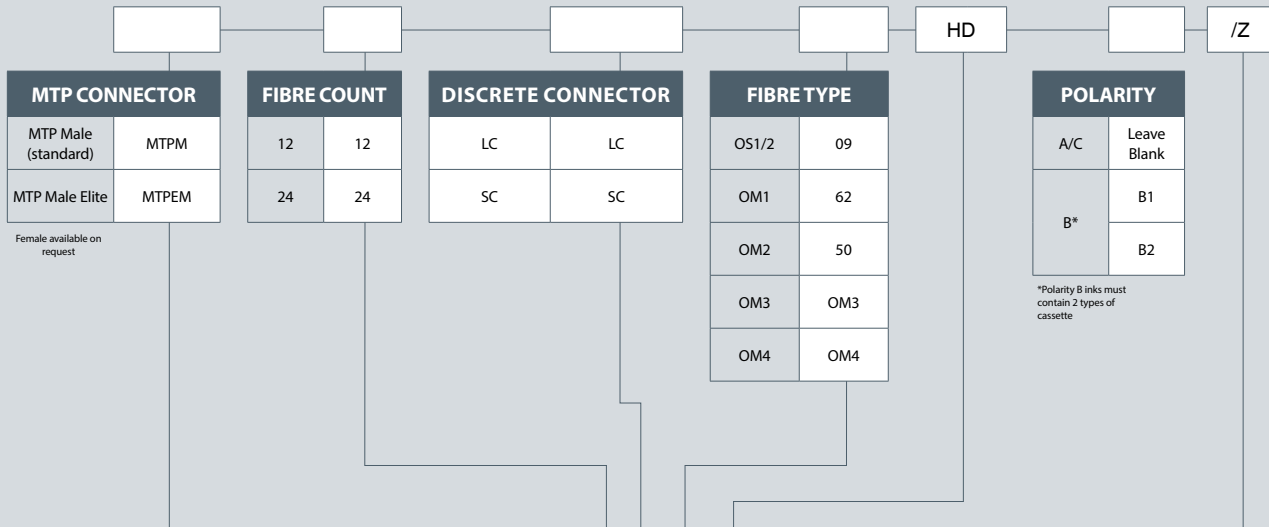 HD
/Z
MTP CONNECTOR
MTP Male
(standard)
MTPM
MTP Male Elite
MTPEM
Female available on
request
FIBRE COUNT
12
12
24
24
DISCRETE CONNECTOR
LC
LC
SC
SC
FIBRE TYPE
OS1/2
09
OM1
62
OM2
50
OM3
OM3
OM4
OM4
POLARITY
A/C
Leave
Blank
B*
B1
B2
*Polarity B inks must
contain 2 types of
cassette